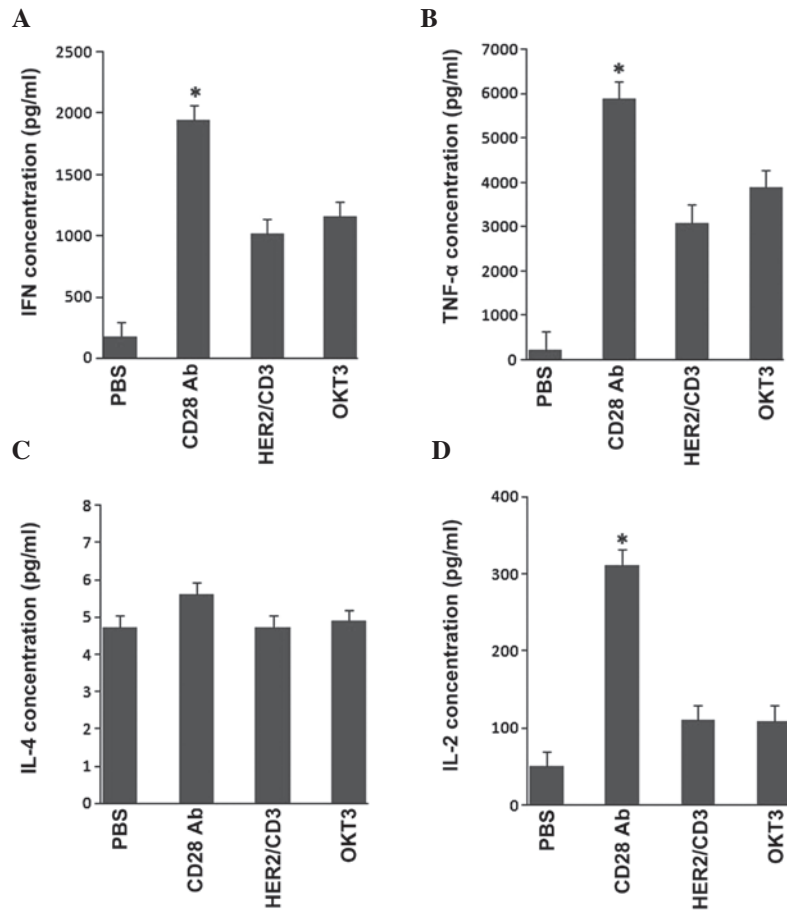 A
IFN concentration (pg/ml)
2500
2000
1500
1000
500
0
*
PBS
CD28 Ab
HER2/CD3
OKT3
B
TNF-α concentration (pg/ml)
7000
6000
5000
4000
3000
2000
1000
0
*
PBS
CD28 Ab
HER2/CD3
OKT3
C
IL-4 concentration (pg/ml)
8
7
6
5
4
3
2
1
0
PBS
CD28 Ab
HER2/CD3
OKT3
D
IL-2 concentration (pg/ml)
400
300
200
100
0
*
PBS
CD28 Ab
HER2/CD3
OKT3